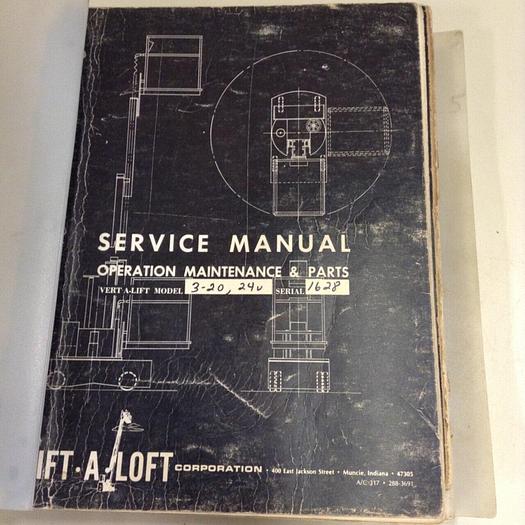 SERVICE MANUAL
OPERATION MAINTENANCE & PARTS
VERT-A-LIFT MODEL 3-20, 24v SERIAL 1628
IFT·A·LOFT CORPORATION • 400 East Jackson Street • Muncie, Indiana • 47305
A/C 317 • 288-3691